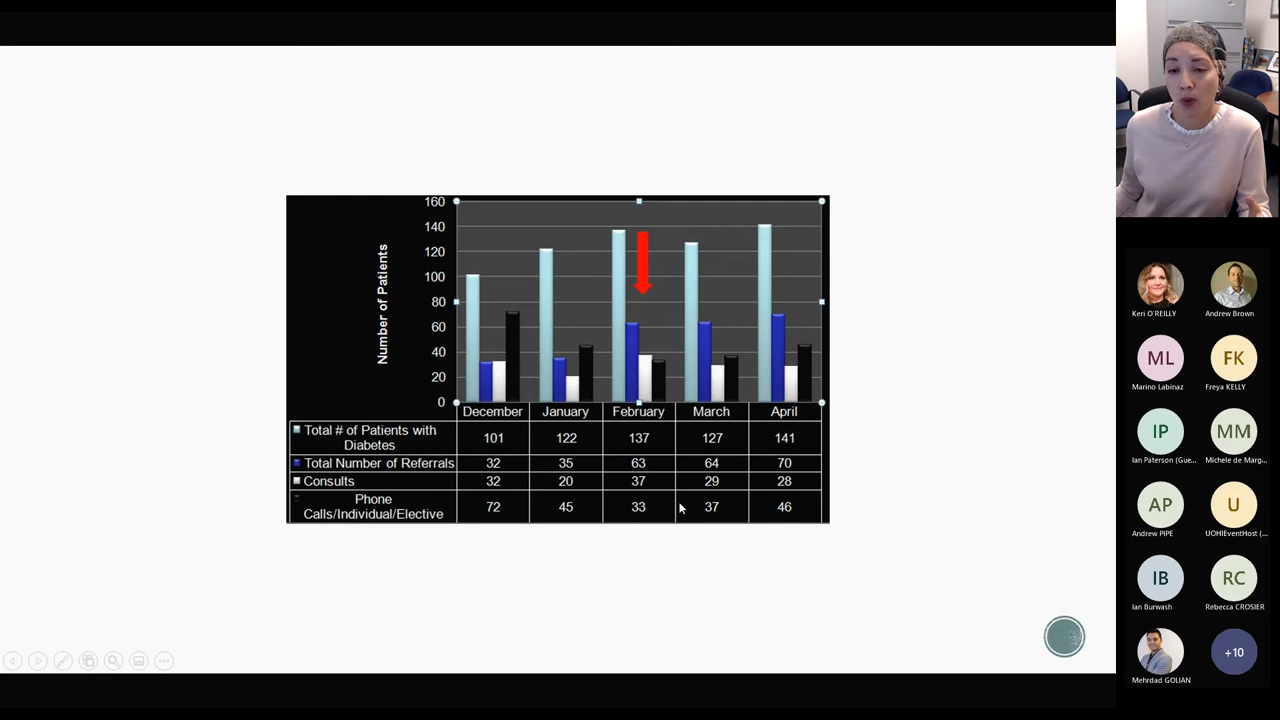 160
140
120
100
80
60
40
20
0
Number of Patients
December January February March April
Total # of Patients with
Diabetes 101 122 137 127 141
Total Number of Referrals 32 35 63 64 70
Consults 32 20 37 29 28
Phone
Calls/Individual/Elective 72 45 33 37 46
Keri O'REILLY Andrew Brown
ML FK
Marino Labinaz Freya KELLY
IP MM
Ian Paterson (Gue... Michele de Marg...
AP U
Andrew PIPE UOHIEventHost (...
IB RC
Ian Burwash Rebecca CROSIER
+10
Mehrdad GOLIAN